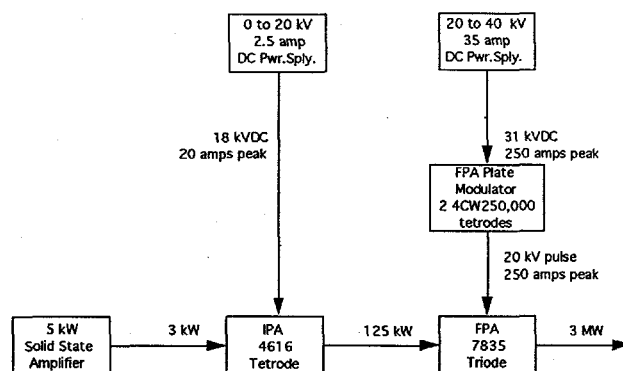 0 to 20 kV
2.5 amp
DC Pwr.Sply.
20 to 40 kV
35 amp
DC Pwr.Sply.
18 kVDC
20 amps peak
31 kVDC
250 amps peak
FPA Plate
Modulator
2 4CW250,000
tetrodes
20 kV pulse
250 amps peak
5 kW
Solid State
Amplifier
3 kW
IPA
4616
Tetrode
125 kW
FPA
7835
Triode
3 MW